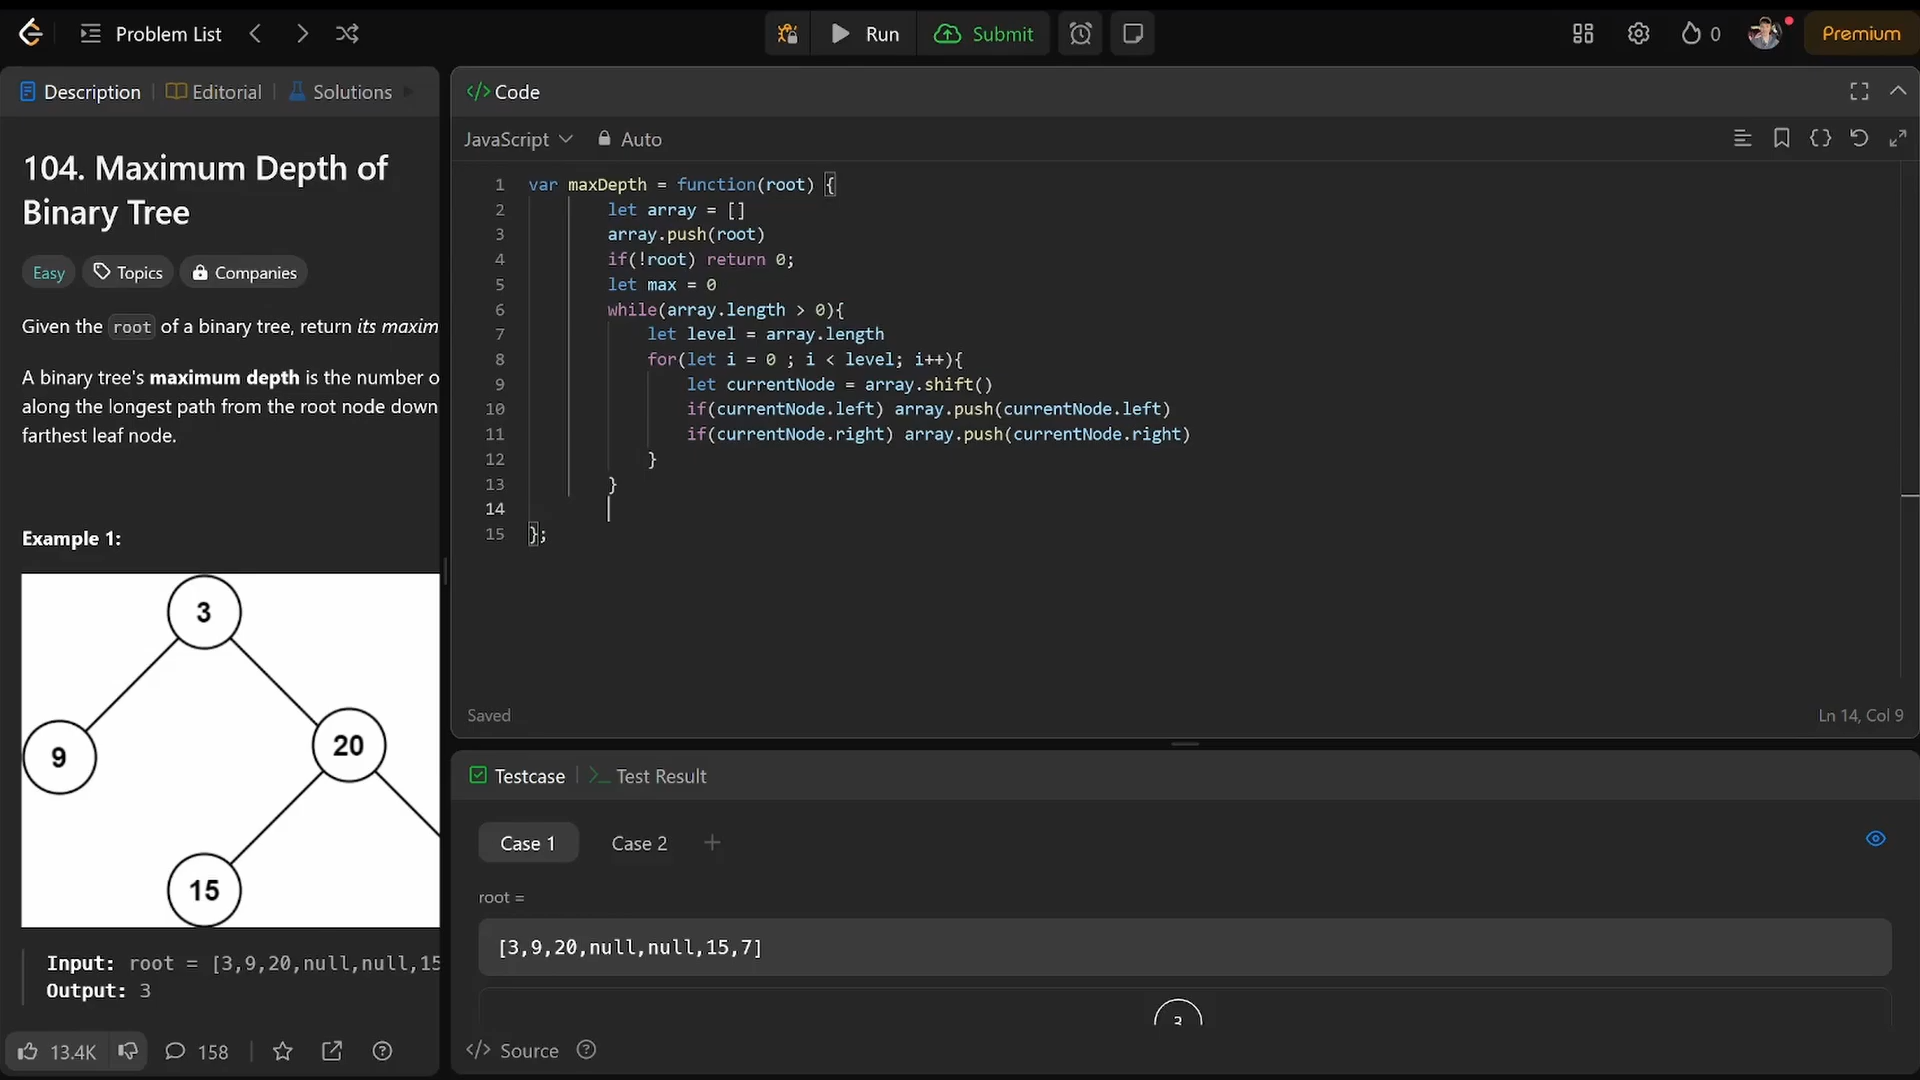 Problem List
Run
Submit
0
Premium
Description
Editorial
Solutions
104. Maximum Depth of
Binary Tree
Easy
Topics
Companies
Given the root of a binary tree, return its maxim
A binary tree's maximum depth is the number o
along the longest path from the root node down
farthest leaf node.
Example 1:
3
9
20
15
Input: root = [3,9,20,null,null,15
Output: 3
13.4K
158
</> Code
JavaScript
Auto
1 var maxDepth = function(root) {
2 let array = []
3 array.push(root)
4 if(!root) return 0;
5 let max = 0
6 while(array.length > 0){
7 let level = array.length
8 for(let i = 0 ; i < level; i++){
9 let currentNode = array.shift()
10 if(currentNode.left) array.push(currentNode.left)
11 if(currentNode.right) array.push(currentNode.right)
12 }
13 }
14
15 };
Saved
Ln 14, Col 9
Testcase
Test Result
Case 1
Case 2
root =
[3,9,20,null,null,15,7]
3
</> Source